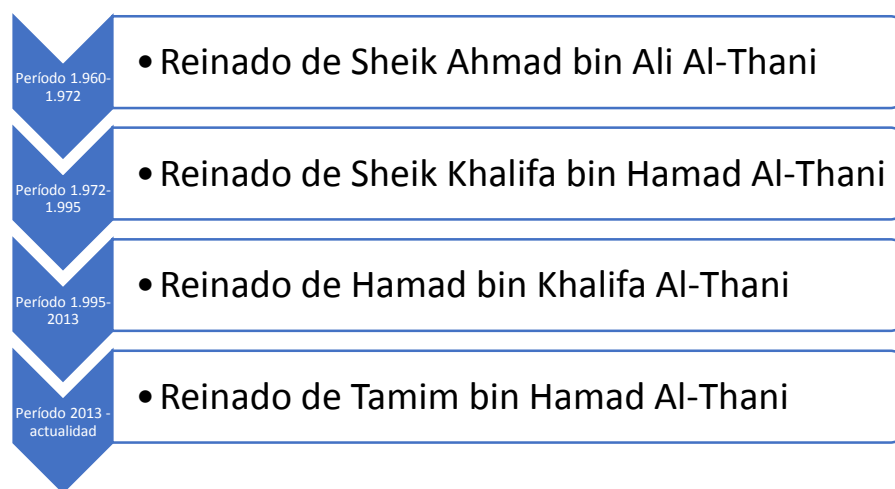 Período 1.960-
1.972
• Reinado de Sheik Ahmad bin Ali Al-Thani
Período 1.972-
1.995
• Reinado de Sheik Khalifa bin Hamad Al-Thani
Período 1.995-
2013
• Reinado de Hamad bin Khalifa Al-Thani
Período 2013 -
actualidad
• Reinado de Tamim bin Hamad Al-Thani